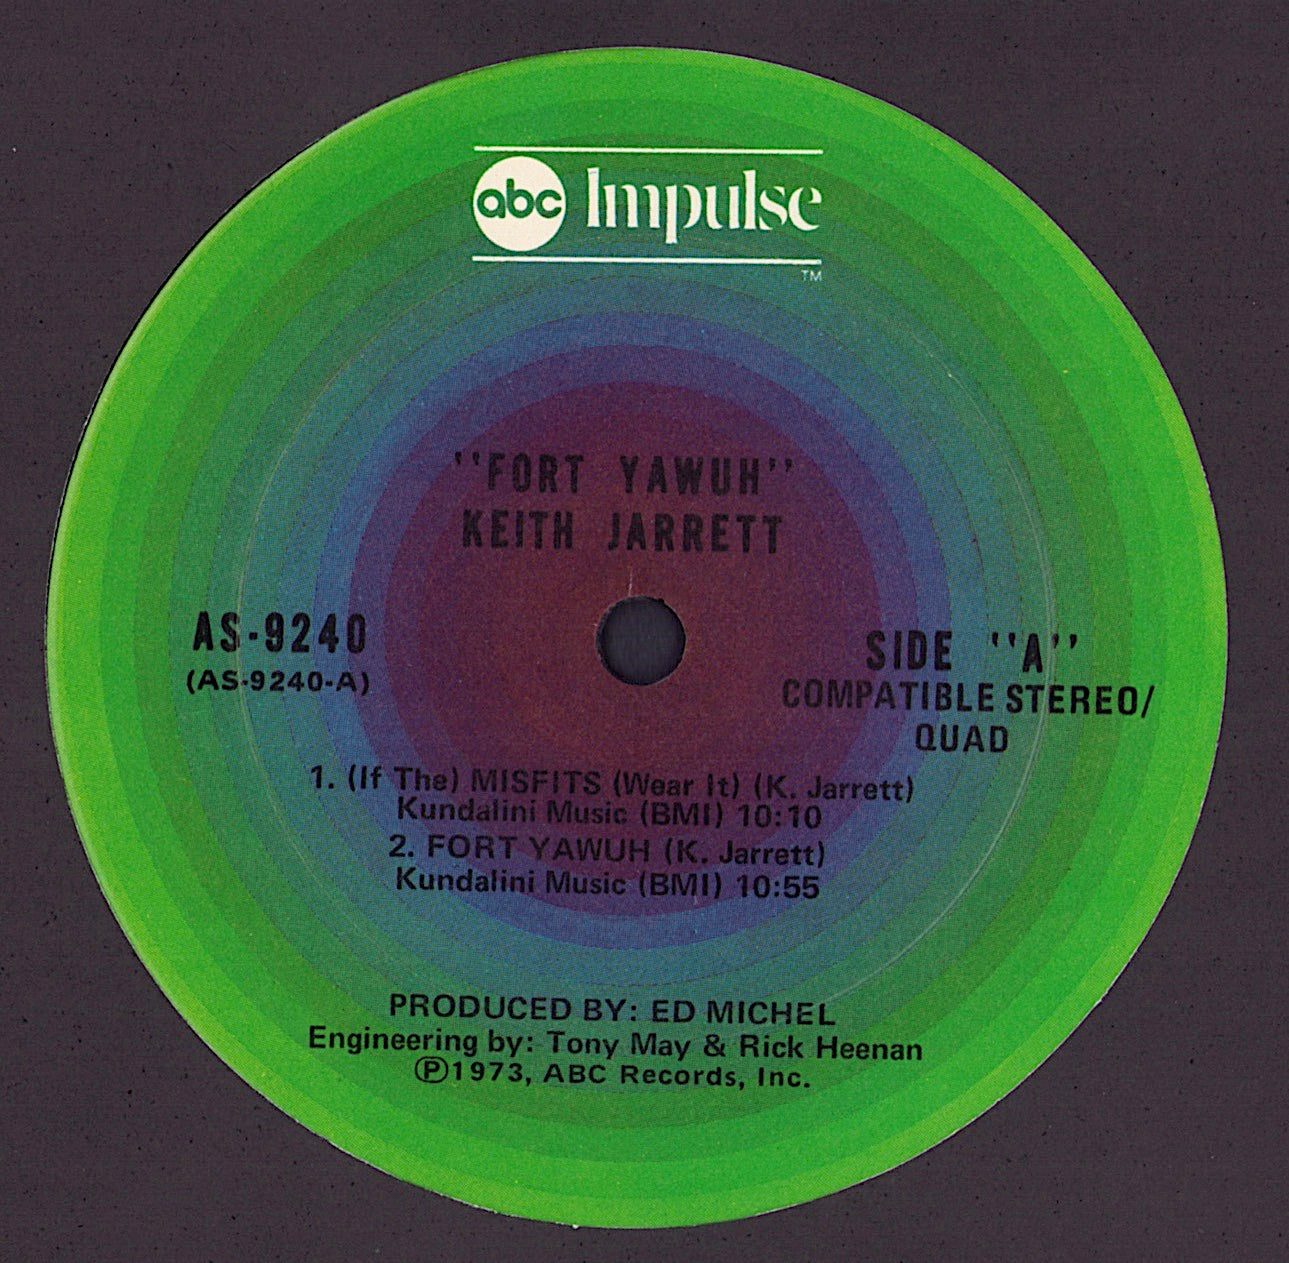 abc Impulse
TM
"FORT YAWUH"
KEITH JARRETT
AS-9240
(AS-9240-A)
SIDE "A"
COMPATIBLE STEREO/
QUAD
1. (If The) MISFITS (Wear It) (K. Jarrett)
Kundalini Music (BMI) 10:10
2. FORT YAWUH (K. Jarrett)
Kundalini Music (BMI) 10:55
PRODUCED BY: ED MICHEL
Engineering by: Tony May & Rick Heenan
Ⓟ1973, ABC Records, Inc.